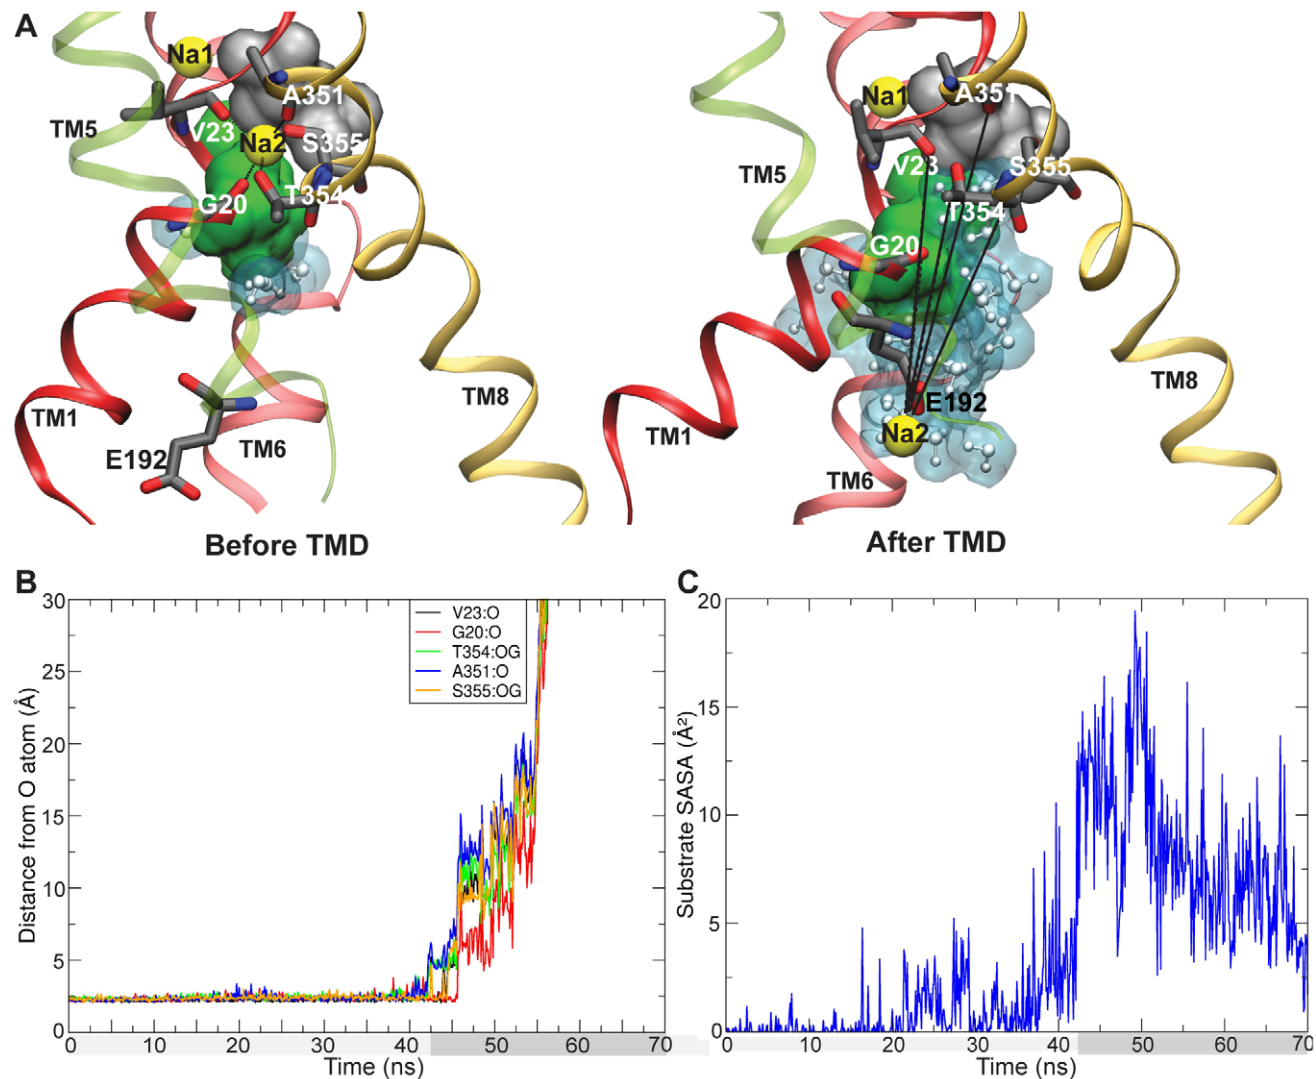 A
Na1
A351
TM5
V23
Na2
S355
G20
T354
TM1
E192
TM6
TM8
Before TMD
Na1
A351
TM5
V23
S355
T354
G20
E192
Na2
TM1
TM6
TM8
After TMD
B
30
25
20
15
10
5
0
Distance from O atom (Å)
V23:O
G20:O
T354:OG
A351:O
S355:OG
0 10 20 30 40 50 60 70
Time (ns)
C
20
15
10
5
0
Substrate SASA (Å²)
0 10 20 30 40 50 60 70
Time (ns)